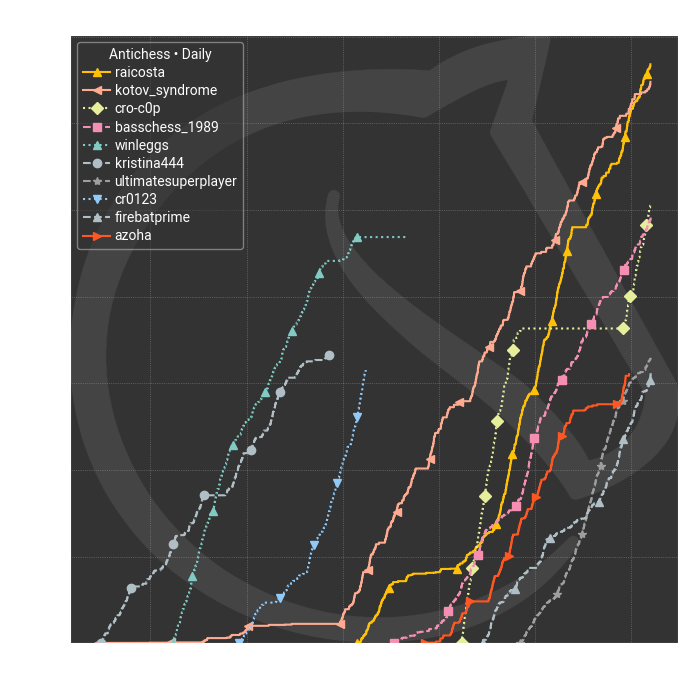 Antichess • Daily
raicosta
kotov_syndrome
cro-c0p
basschess_1989
winleggs
kristina444
ultimatesuperplayer
cr0123
firebatprime
azoha